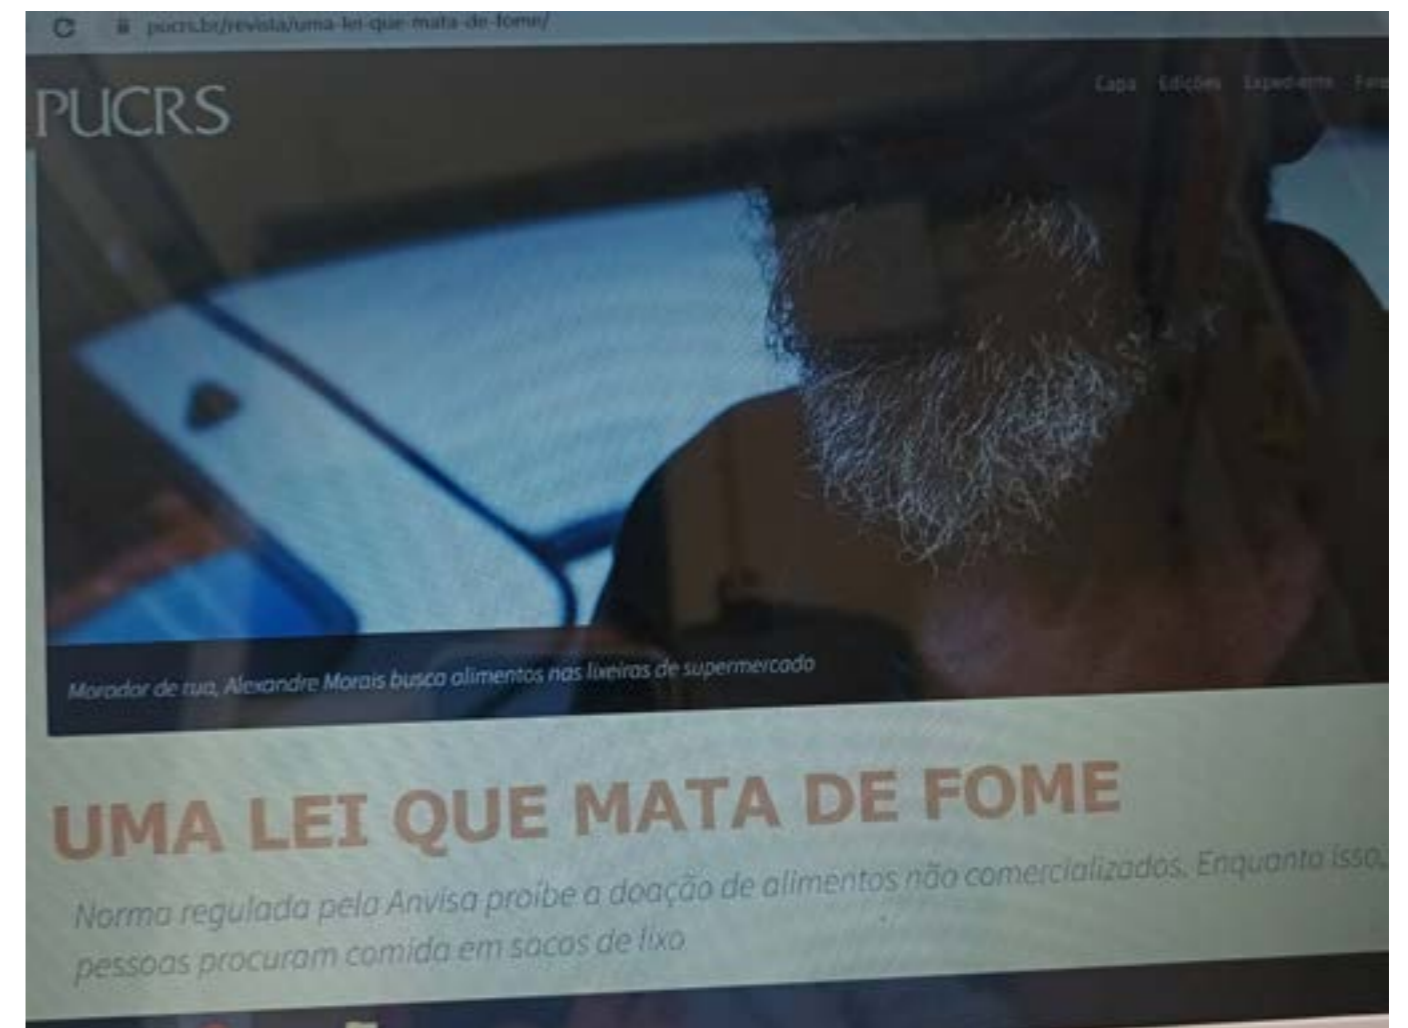 pucrs.br/revista/uma-lei-que-mata-de-fome/
PUCRS
Capa Edições Expediente
Morador de rua, Alexandre Morais busca alimentos nas lixeiras de supermercado
UMA LEI QUE MATA DE FOME
Norma regulada pela Anvisa proíbe a doação de alimentos não comercializados. Enquanto isso,
pessoas procuram comida em sacos de lixo